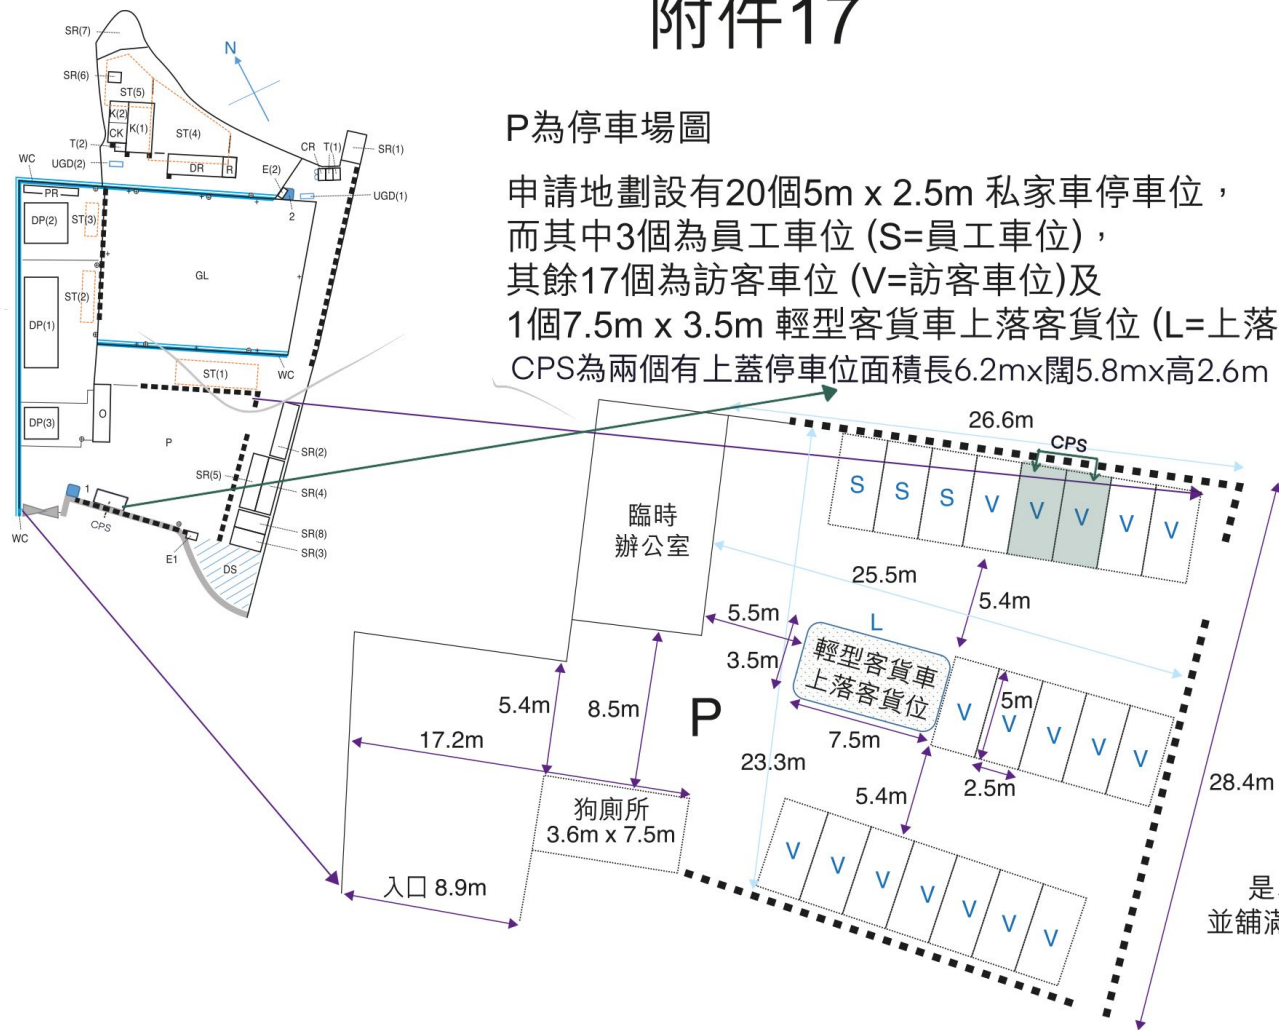 附件17
P為停車場圖
申請地劃設有20個5m x 2.5m 私家車停車位，
而其中3個為員工車位 (S=員工車位)，
其餘17個為訪客車位 (V=訪客車位)及
1個7.5m x 3.5m 輕型客貨車上落客貨位 (L=上落
CPS為兩個有上蓋停車位面積長6.2mx闊5.8mx高2.6m
SR(7)
N
SR(6)
ST(5)
K(2)
CK
K(1)
ST(4)
T(2)
CR
T(1)
SR(1)
WC
UGD(2)
DR
R
E(2)
UGD(1)
PR
2
DP(2)
ST(3)
GL
ST(2)
DP(1)
WC
ST(1)
O
DP(3)
P
SR(2)
SR(5)
SR(4)
1
CPS
SR(8)
WC
E1
SR(3)
DS
26.6m
CPS
S
S
S
V
V
V
V
V
臨時
辦公室
25.5m
5.4m
5.5m
L
3.5m
輕型客貨車
上落客貨位
5m
V
V
V
V
V
5.4m
8.5m
P
7.5m
17.2m
23.3m
2.5m
28.4m
5.4m
狗廁所
3.6m x 7.5m
V
V
V
V
V
V
V
入口 8.9m
是
並舖滿